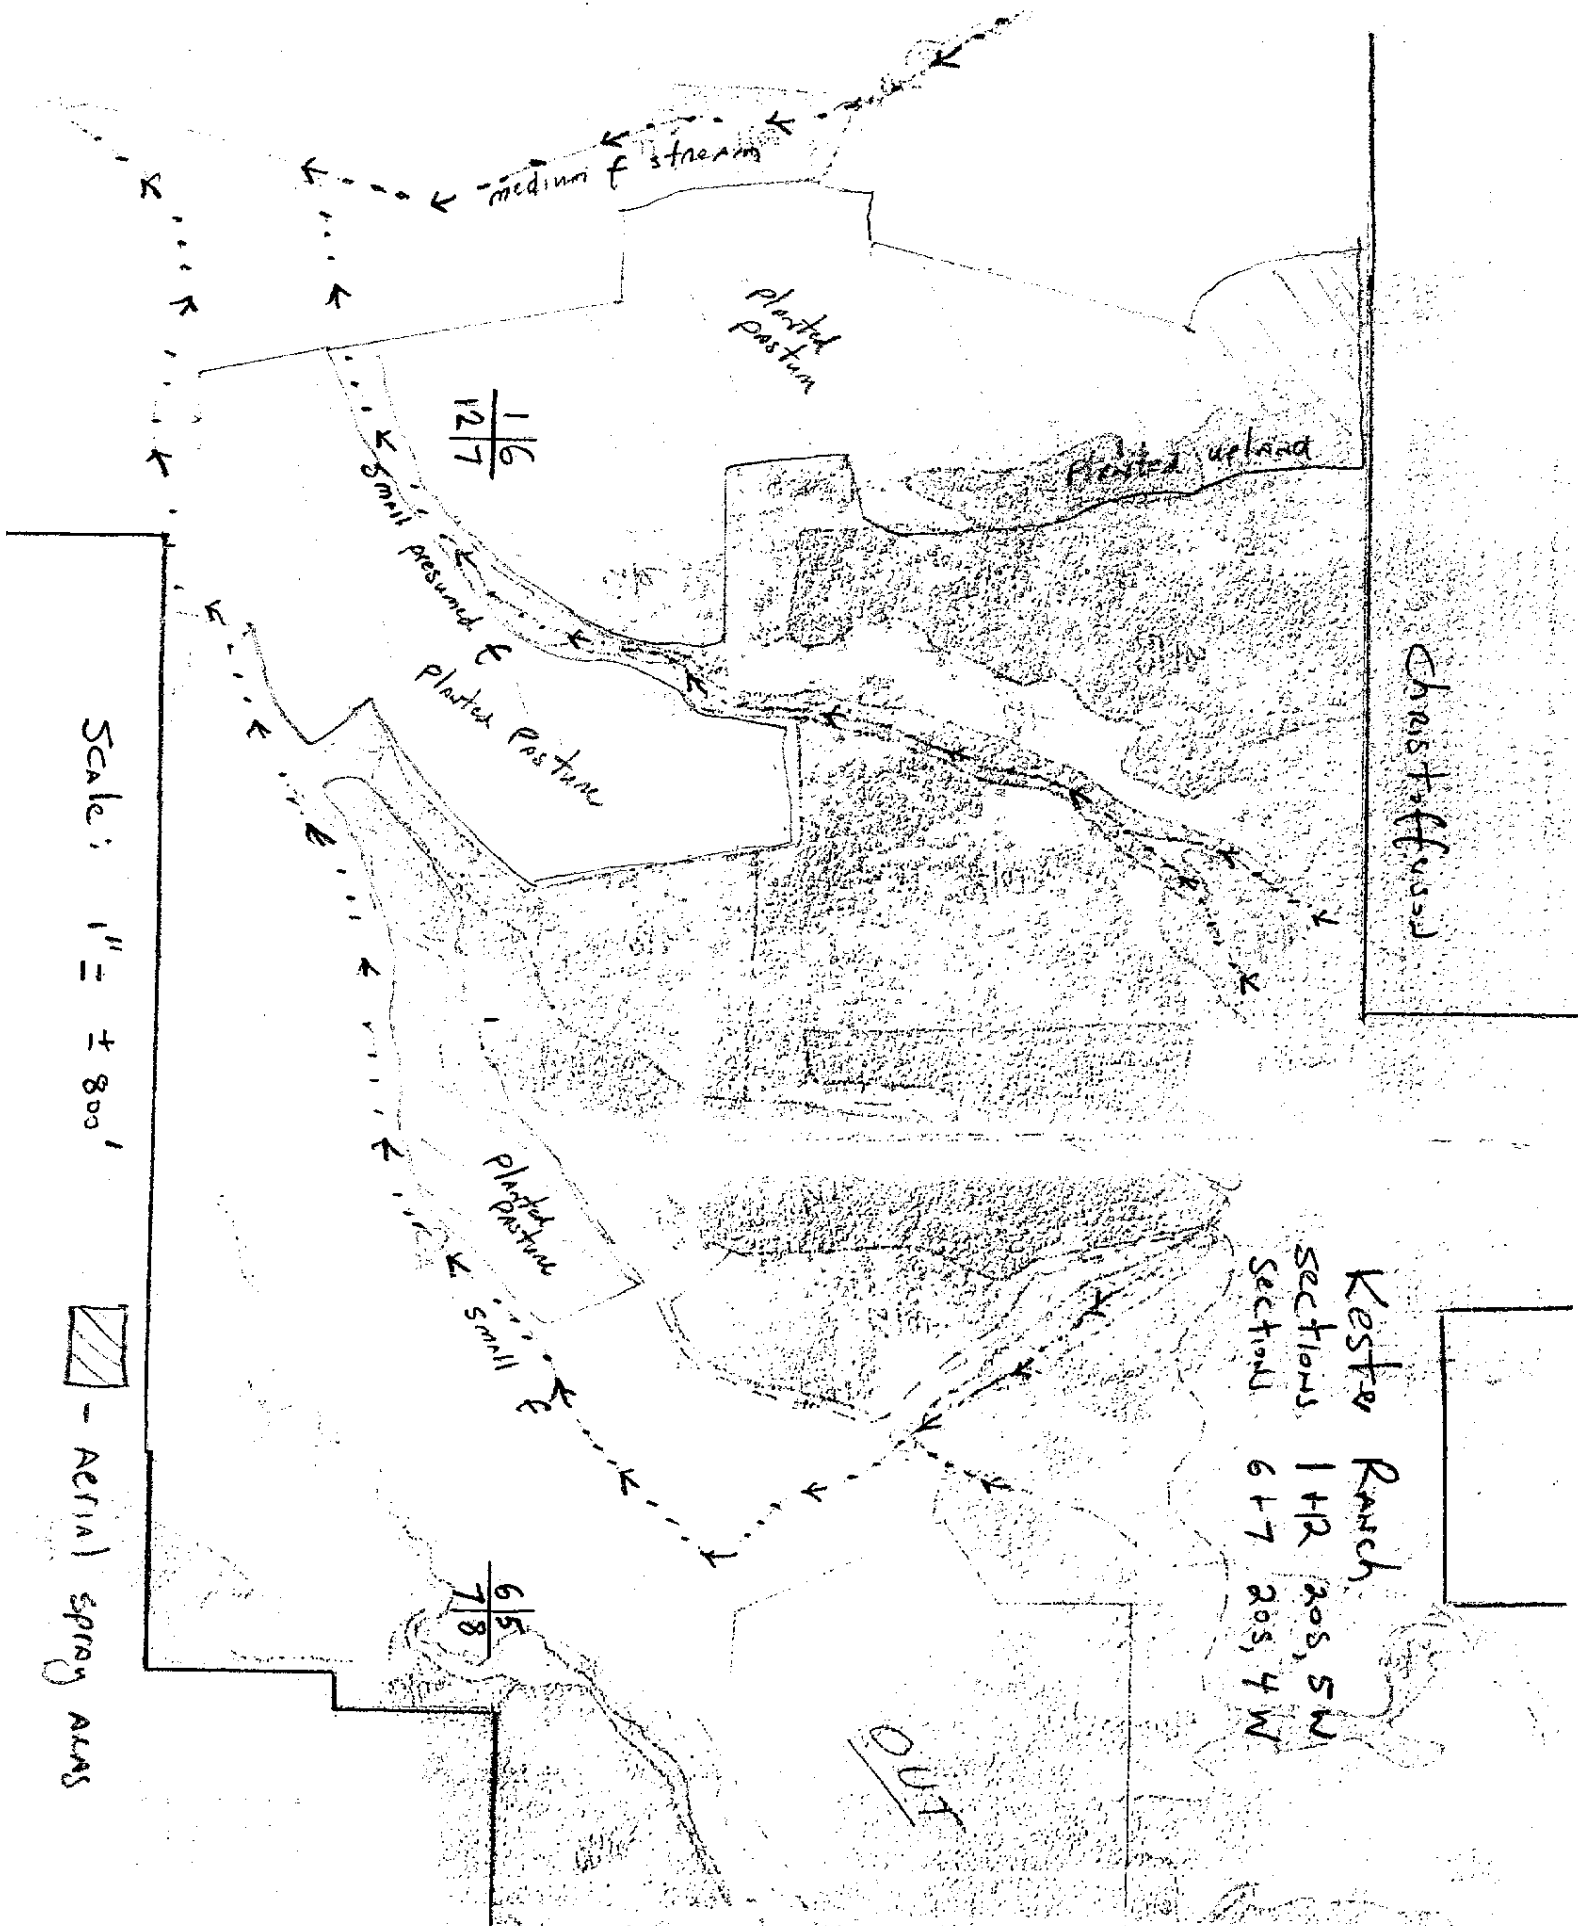 Kester Ranch
Sections 1+12 20S, 5W
Section 6+7 20S, 4W
Christofferson
medium f stream
planted
pasture
planted upland
1 6
12 7
small presumed f
planted pasture
planted
pasture
small f
6 5
7 8
OUT
Scale: 1" = ± 800'
- Aerial spray areas